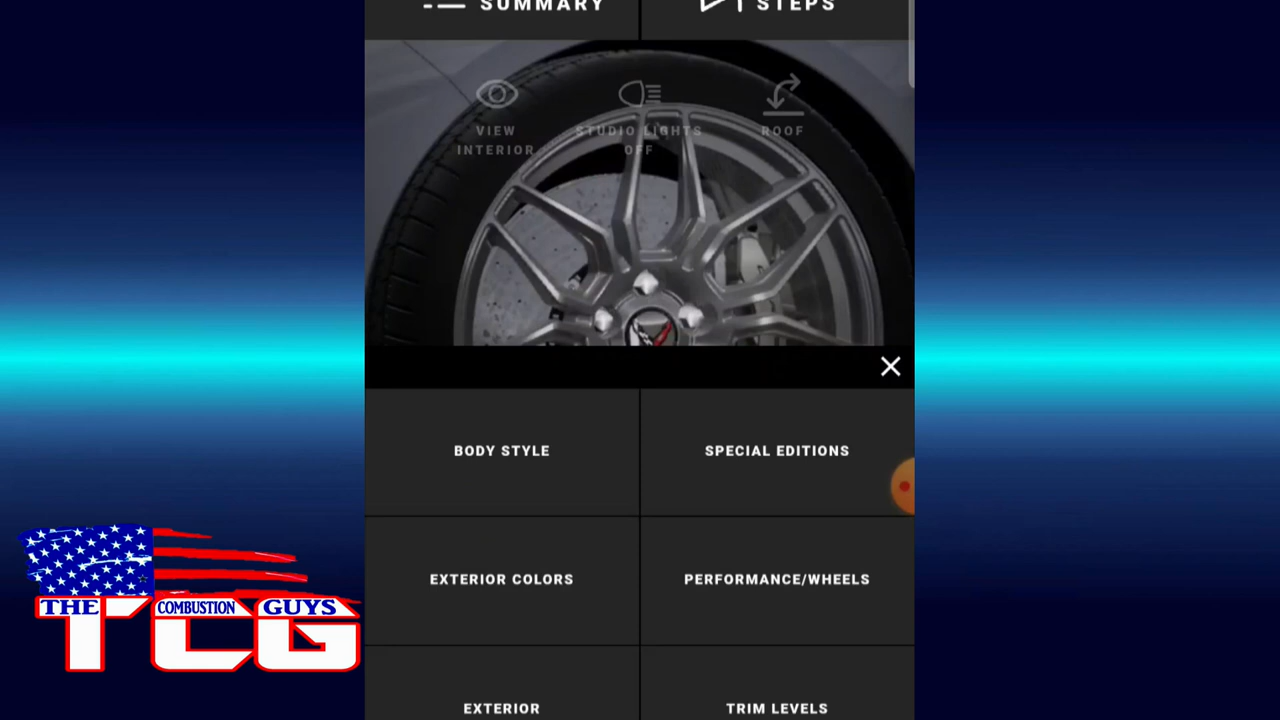 SUMMARY
STEPS
VIEW
INTERIOR
STUDIO LIGHTS
OFF
ROOF
BODY STYLE
SPECIAL EDITIONS
EXTERIOR COLORS
PERFORMANCE/WHEELS
EXTERIOR
TRIM LEVELS
THE COMBUSTION GUYS
TCG